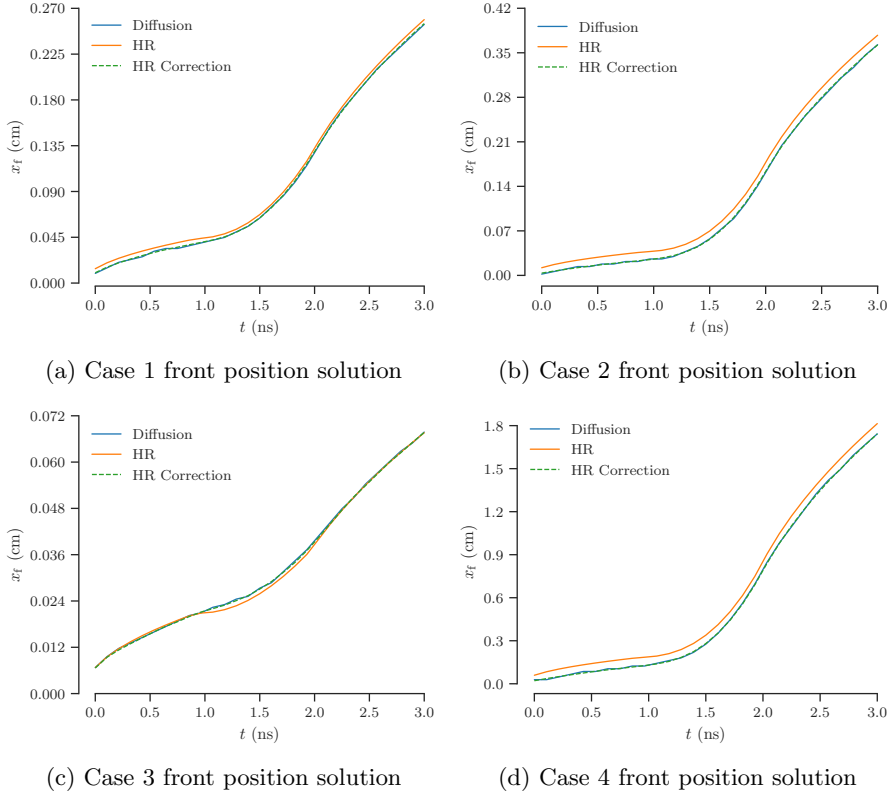 0.270
0.225
0.180
0.135
0.090
0.045
0.000
x_f (cm)
Diffusion
HR
HR Correction
0.0 0.5 1.0 1.5 2.0 2.5 3.0
t (ns)
(a) Case 1 front position solution
0.42
0.35
0.28
0.21
0.14
0.07
0.00
x_f (cm)
Diffusion
HR
HR Correction
0.0 0.5 1.0 1.5 2.0 2.5 3.0
t (ns)
(b) Case 2 front position solution
0.072
0.060
0.048
0.036
0.024
0.012
0.000
x_f (cm)
Diffusion
HR
HR Correction
0.0 0.5 1.0 1.5 2.0 2.5 3.0
t (ns)
(c) Case 3 front position solution
1.8
1.5
1.2
0.9
0.6
0.3
0.0
x_f (cm)
Diffusion
HR
HR Correction
0.0 0.5 1.0 1.5 2.0 2.5 3.0
t (ns)
(d) Case 4 front position solution